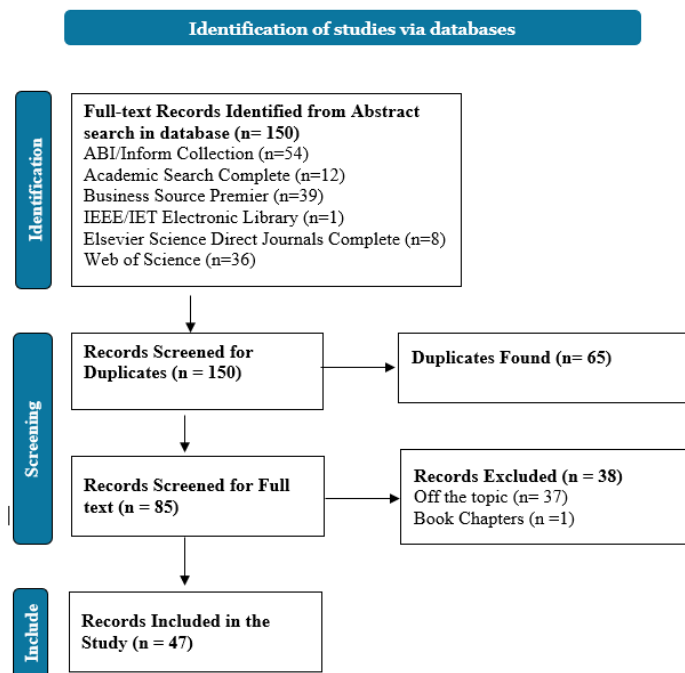 Identification of studies via databases
Identification
Full-text Records Identified from Abstract
search in database (n= 150)
ABI/Inform Collection (n=54)
Academic Search Complete (n=12)
Business Source Premier (n=39)
IEEE/IET Electronic Library (n=1)
Elsevier Science Direct Journals Complete (n=8)
Web of Science (n=36)
Screening
Records Screened for
Duplicates (n = 150)
Duplicates Found (n= 65)
Records Screened for Full
text (n = 85)
Records Excluded (n = 38)
Off the topic (n= 37)
Book Chapters (n =1)
Include
Records Included in the
Study (n = 47)